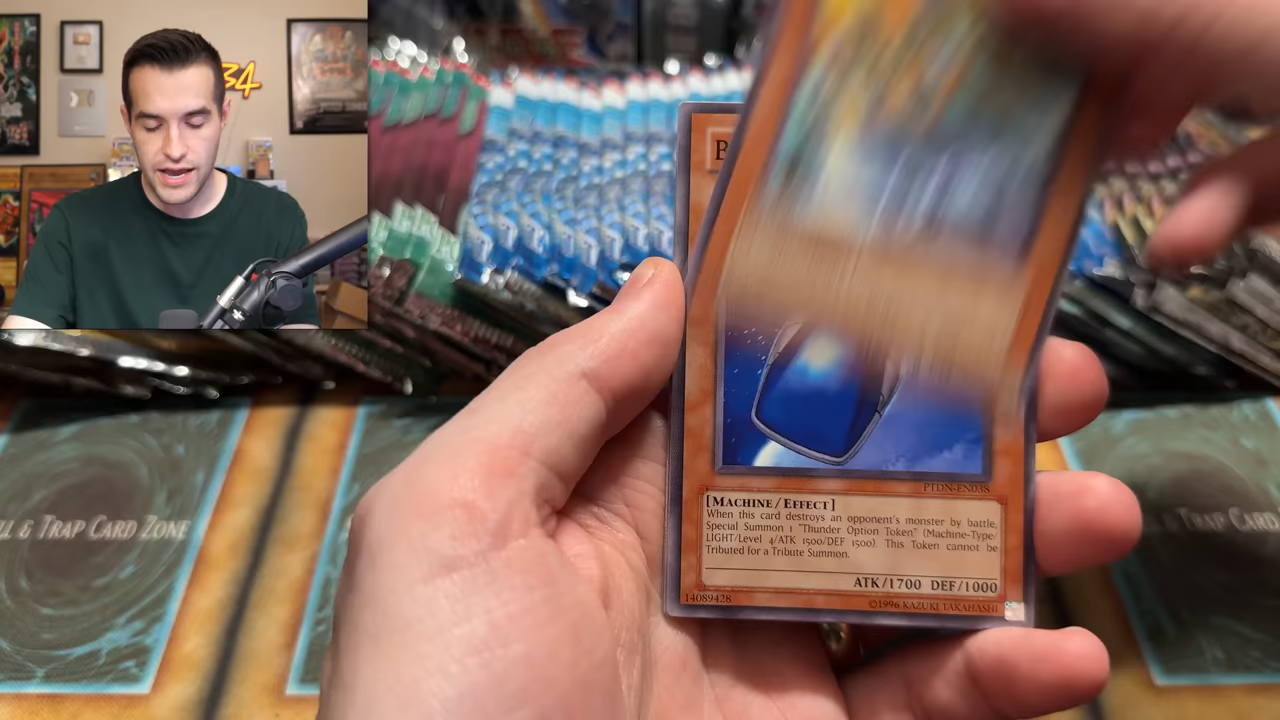 34
B
PTDN-EN038
[MACHINE/EFFECT]
When this card destroys an opponent's monster by battle,
Special Summon 1 "Thunder Option Token" (Machine-Type/
LIGHT/Level 4/ATK 1500/DEF 1500). This Token cannot be
Tributed for a Tribute Summon.
ATK/1700 DEF/1000
14089428
©1996 KAZUKI TAKAHASHI
LL & TRAP CARD ZONE
& TRAP CARD